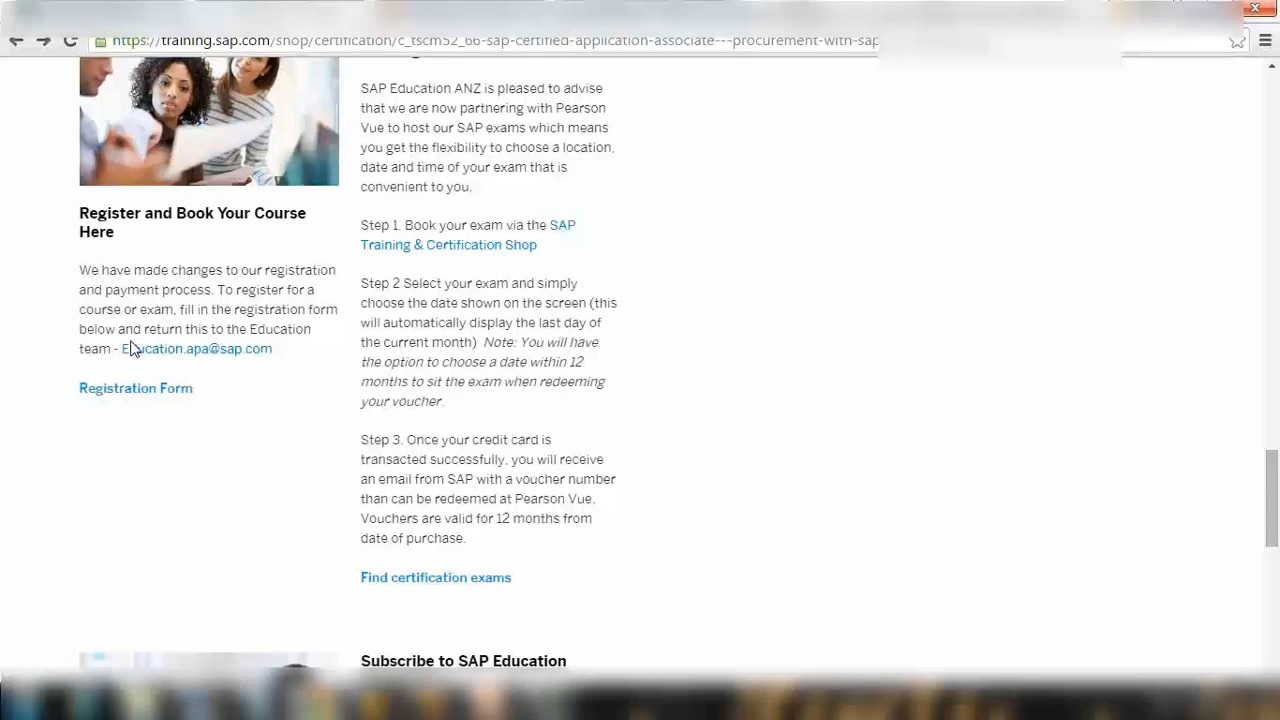 https://training.sap.com/shop/certification/c_tscm52_66-sap-certified-application-associate---procurement-with-sap
Register and Book Your Course
Here
We have made changes to our registration
and payment process. To register for a
course or exam, fill in the registration form
below and return this to the Education
team - Education.apa@sap.com
Registration Form
SAP Education ANZ is pleased to advise
that we are now partnering with Pearson
Vue to host our SAP exams which means
you get the flexibility to choose a location,
date and time of your exam that is
convenient to you.
Step 1. Book your exam via the SAP
Training & Certification Shop
Step 2 Select your exam and simply
choose the date shown on the screen (this
will automatically display the last day of
the current month) Note: You will have
the option to choose a date within 12
months to sit the exam when redeeming
your voucher.
Step 3. Once your credit card is
transacted successfully, you will receive
an email from SAP with a voucher number
than can be redeemed at Pearson Vue.
Vouchers are valid for 12 months from
date of purchase.
Find certification exams
Subscribe to SAP Education